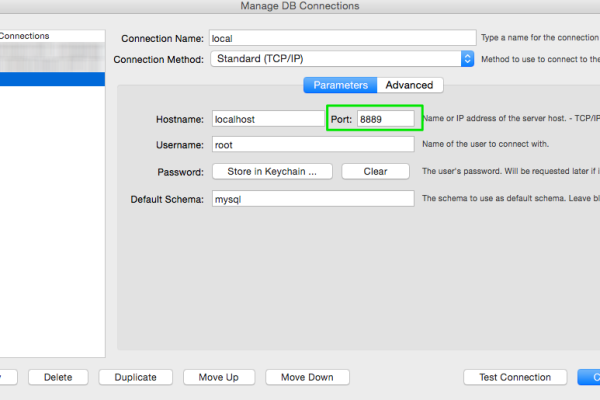 Manage DB Connections
Connections
Connection Name: local Type a name for the connection
Connection Method: Standard (TCP/IP) Method to use to connect to the
Parameters Advanced
Hostname: localhost Port: 8889 Name or IP address of the server host. - TCP/IP
Username: root Name of the user to connect with.
Password: Store in Keychain ... Clear The user's password. Will be requested later if i
Default Schema: mysql The schema to use as default schema. Leave bl
Delete Duplicate Move Up Move Down Test Connection